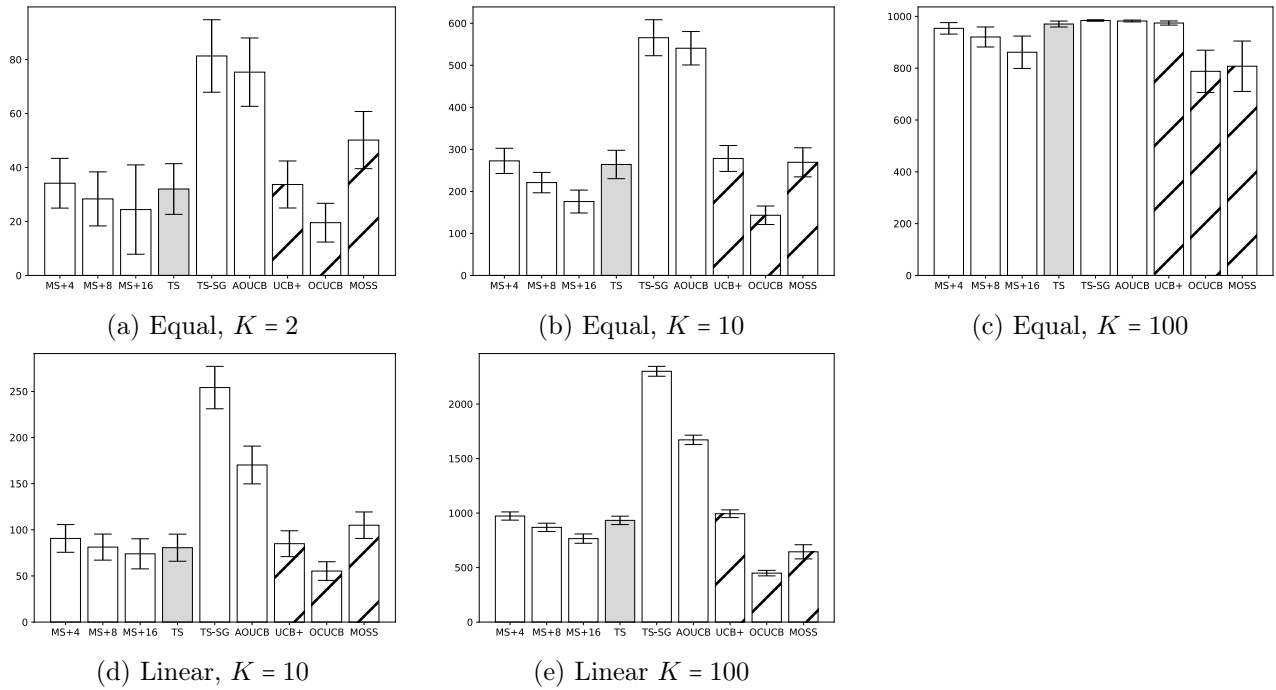 80
60
40
20
0
MS+4 MS+8 MS+16 TS TS-SG AOUCB UCB+ OCUCB MOSS
(a) Equal, K = 2
600
500
400
300
200
100
0
MS+4 MS+8 MS+16 TS TS-SG AOUCB UCB+ OCUCB MOSS
(b) Equal, K = 10
1000
800
600
400
200
0
MS+4 MS+8 MS+16 TS TS-SG AOUCB UCB+ OCUCB MOSS
(c) Equal, K = 100
250
200
150
100
50
0
MS+4 MS+8 MS+16 TS TS-SG AOUCB UCB+ OCUCB MOSS
(d) Linear, K = 10
2000
1500
1000
500
0
MS+4 MS+8 MS+16 TS TS-SG AOUCB UCB+ OCUCB MOSS
(e) Linear K = 100